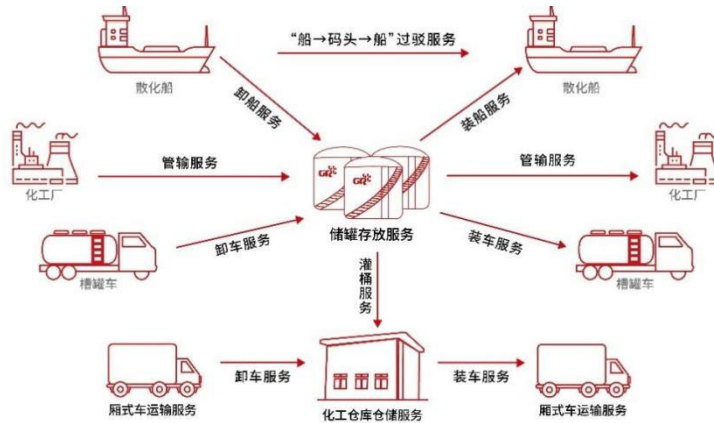 “船→码头→船”过驳服务
散化船
散化船
卸船服务
装船服务
管输服务
管输服务
化工厂
化工厂
卸车服务
储罐存放服务
装车服务
槽罐车
槽罐车
灌桶服务
卸车服务
装车服务
厢式车运输服务
化工仓库仓储服务
厢式车运输服务